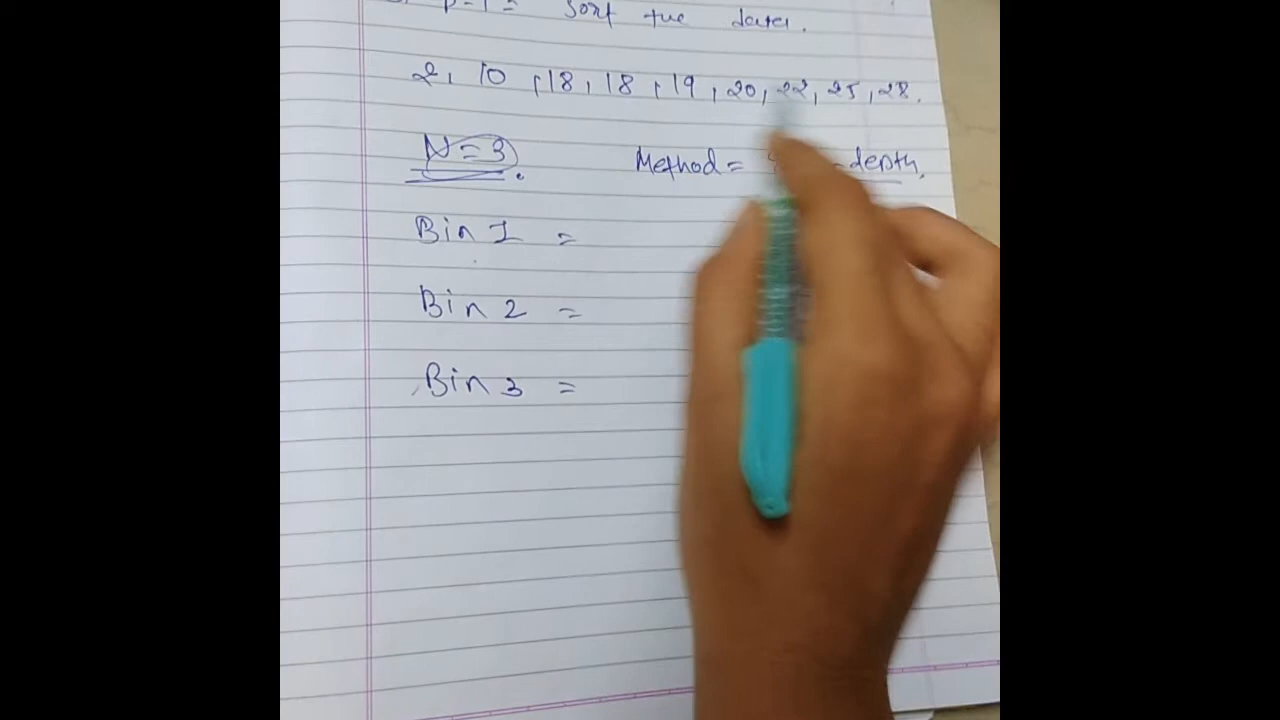 sort the data.
2, 10, 18, 18, 19, 20, 22, 25, 28.
N = 3. Method = -depth.
Bin 1 =
Bin 2 =
Bin 3 =